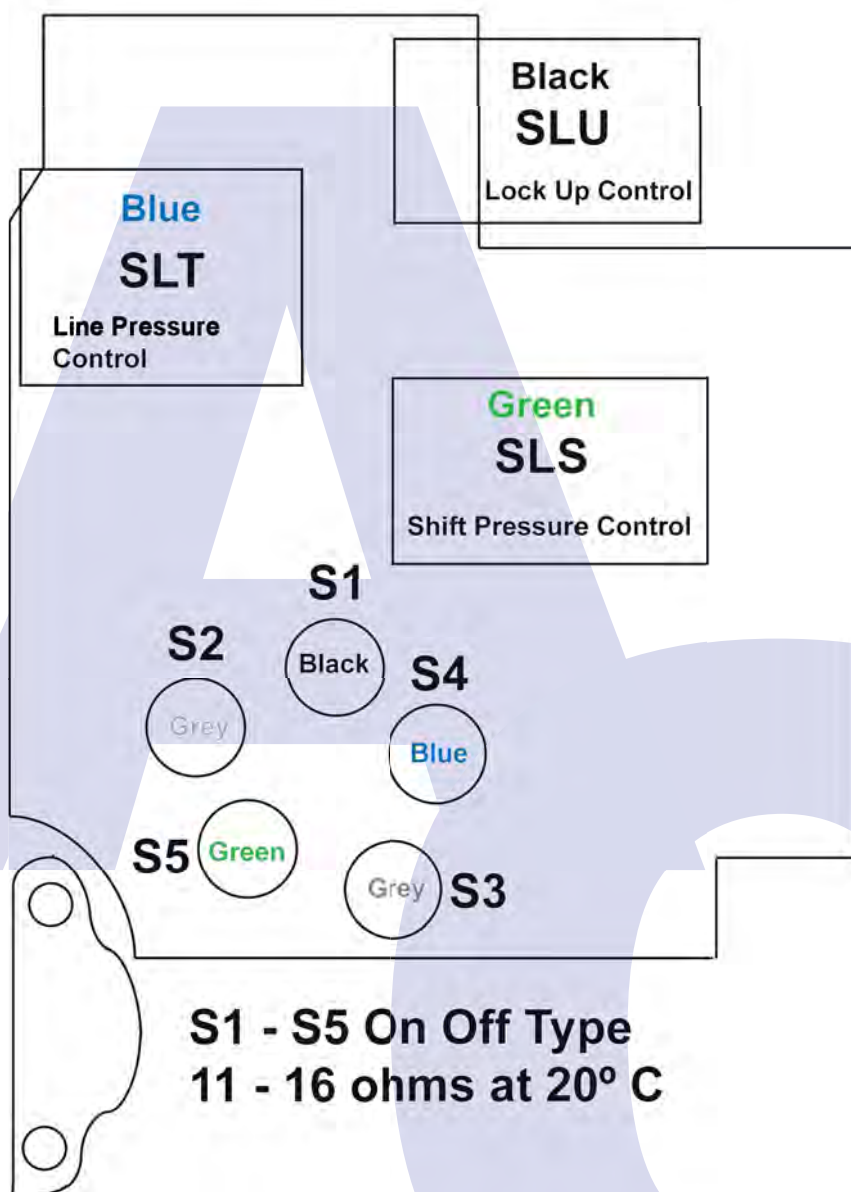 Black
SLU
Lock Up Control
Blue
SLT
Line Pressure
Control
Green
SLS
Shift Pressure Control
S1
Black
S2
Grey
S4
Blue
S5
Green
Grey
S3
S1 - S5 On Off Type
11 - 16 ohms at 20º C